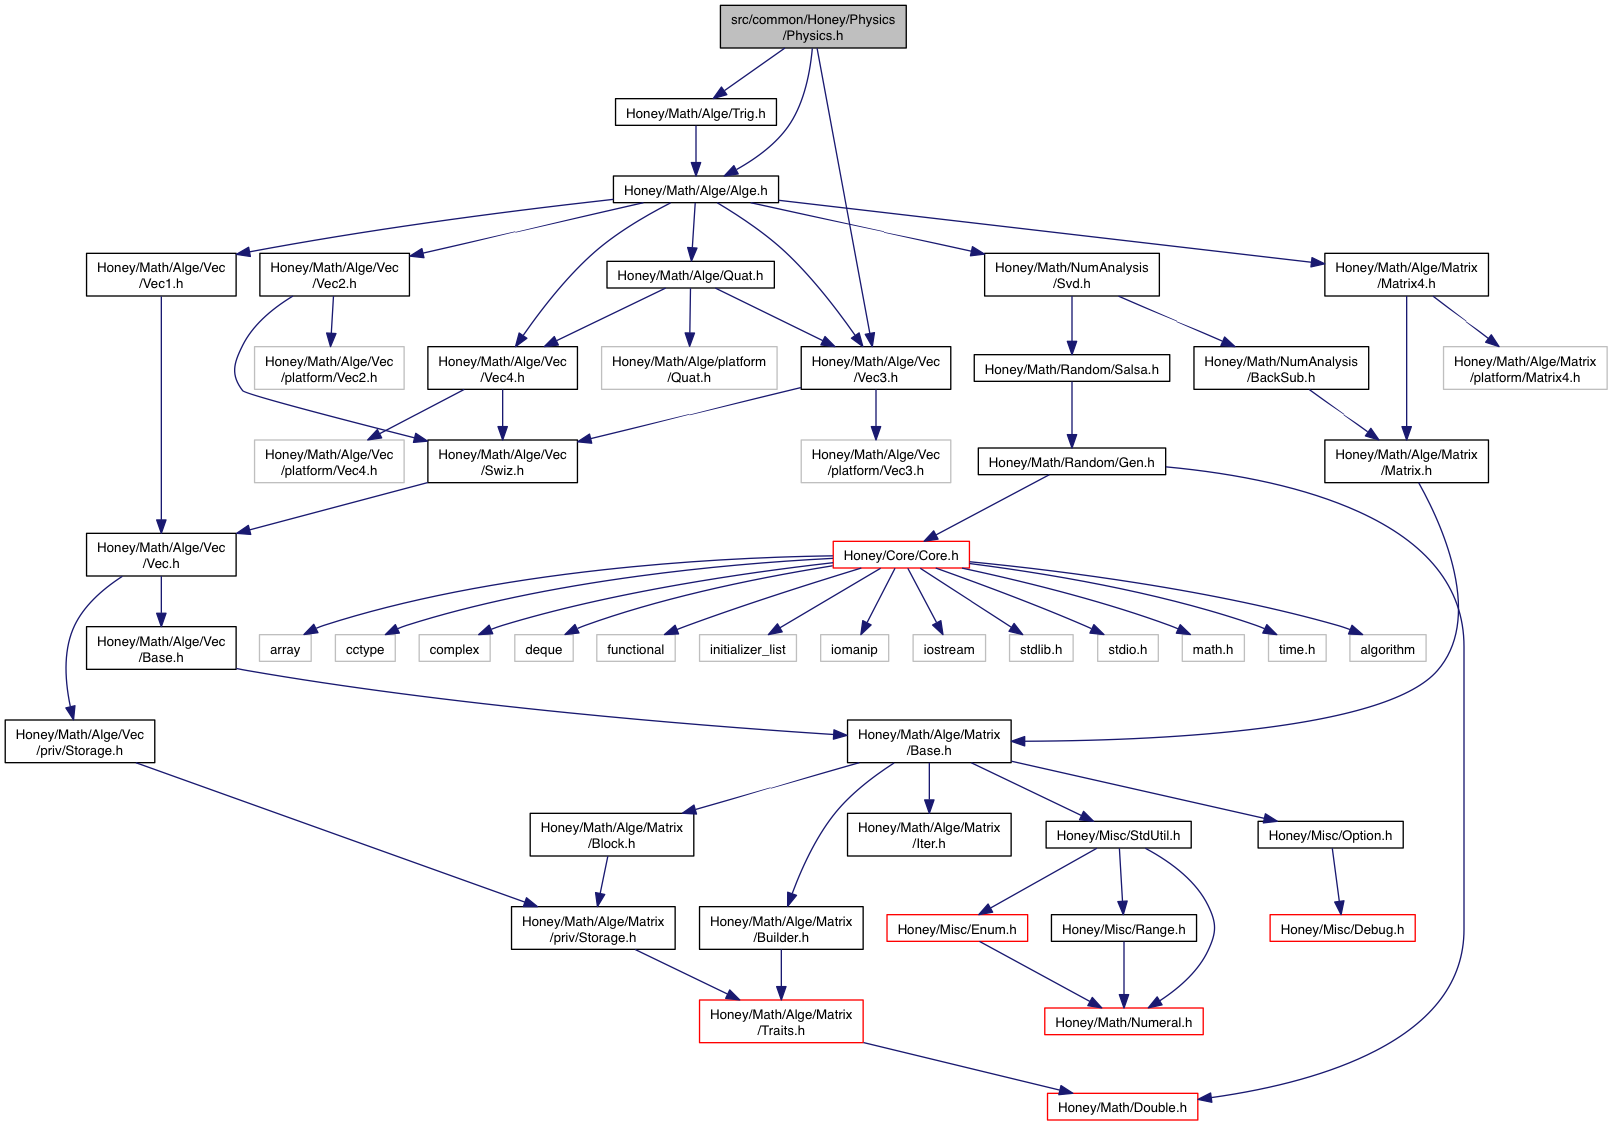 src/common/Honey/Physics
/Physics.h
Honey/Math/Alge/Trig.h
Honey/Math/Alge/Alge.h
Honey/Math/Alge/Vec
/Vec1.h
Honey/Math/Alge/Vec
/Vec2.h
Honey/Math/Alge/Quat.h
Honey/Math/NumAnalysis
/Svd.h
Honey/Math/Alge/Matrix
/Matrix4.h
Honey/Math/Alge/Vec
/platform/Vec2.h
Honey/Math/Alge/Vec
/Vec4.h
Honey/Math/Alge/platform
/Quat.h
Honey/Math/Alge/Vec
/Vec3.h
Honey/Math/Random/Salsa.h
Honey/Math/NumAnalysis
/BackSub.h
Honey/Math/Alge/Matrix
/platform/Matrix4.h
Honey/Math/Alge/Vec
/platform/Vec4.h
Honey/Math/Alge/Vec
/Swiz.h
Honey/Math/Alge/Vec
/platform/Vec3.h
Honey/Math/Random/Gen.h
Honey/Math/Alge/Matrix
/Matrix.h
Honey/Math/Alge/Vec
/Vec.h
Honey/Core/Core.h
Honey/Math/Alge/Vec
/Base.h
array
cctype
complex
deque
functional
initializer_list
iomanip
iostream
stdlib.h
stdio.h
math.h
time.h
algorithm
Honey/Math/Alge/Vec
/priv/Storage.h
Honey/Math/Alge/Matrix
/Base.h
Honey/Math/Alge/Matrix
/Block.h
Honey/Math/Alge/Matrix
/Iter.h
Honey/Misc/StdUtil.h
Honey/Misc/Option.h
Honey/Math/Alge/Matrix
/priv/Storage.h
Honey/Math/Alge/Matrix
/Builder.h
Honey/Misc/Enum.h
Honey/Misc/Range.h
Honey/Misc/Debug.h
Honey/Math/Alge/Matrix
/Traits.h
Honey/Math/Numeral.h
Honey/Math/Double.h